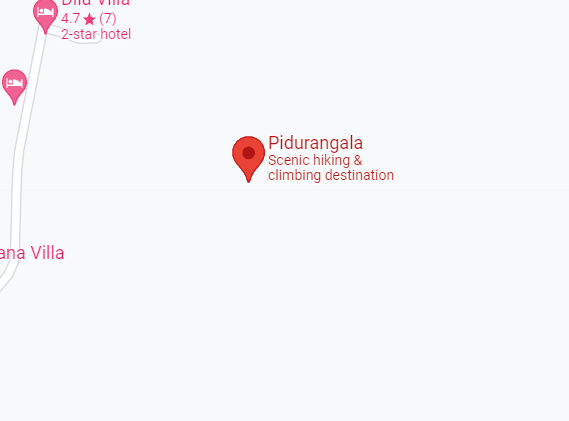 Dilu Villa
4.7 ★ (7)
2-star hotel
Pidurangala
Scenic hiking &
climbing destination
ana Villa